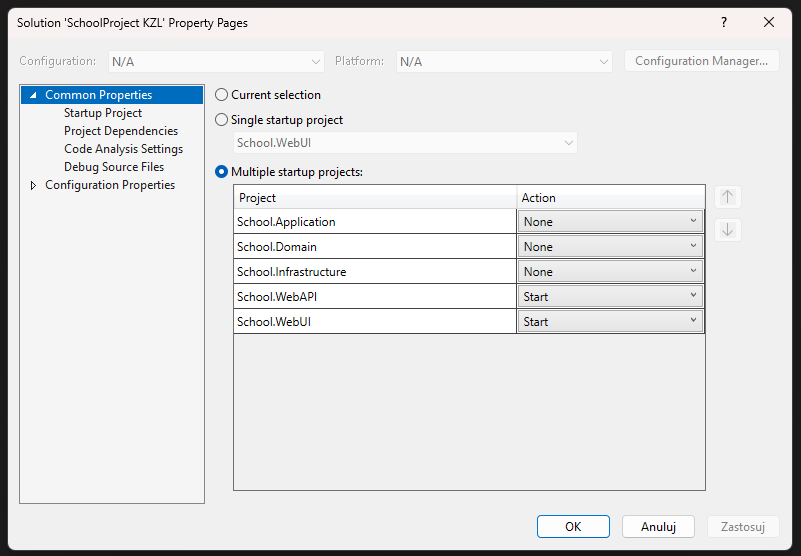 Solution 'SchoolProject KZL' Property Pages
Configuration: N/A Platform: N/A Configuration Manager...
Common Properties
Startup Project
Project Dependencies
Code Analysis Settings
Debug Source Files
Configuration Properties
Current selection
Single startup project
School.WebUI
Multiple startup projects:
Project Action
School.Application None
School.Domain None
School.Infrastructure None
School.WebAPI Start
School.WebUI Start
OK Anuluj Zastosuj